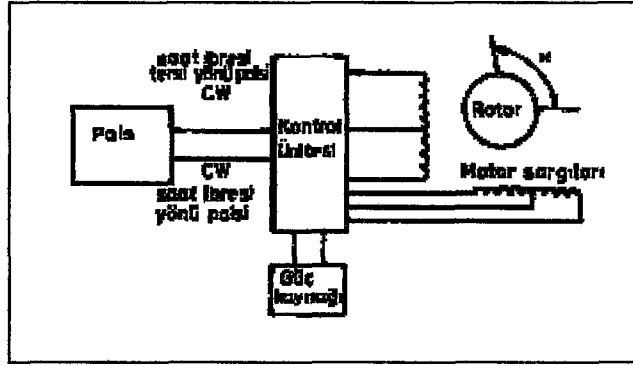 saat ibresi
tersi yönü palsi
CW
Pals
Kontrol
Ünitesi
CW
saat ibresi
yönü palsi
Güç
kaynağı
Rotor
Motor sargıları